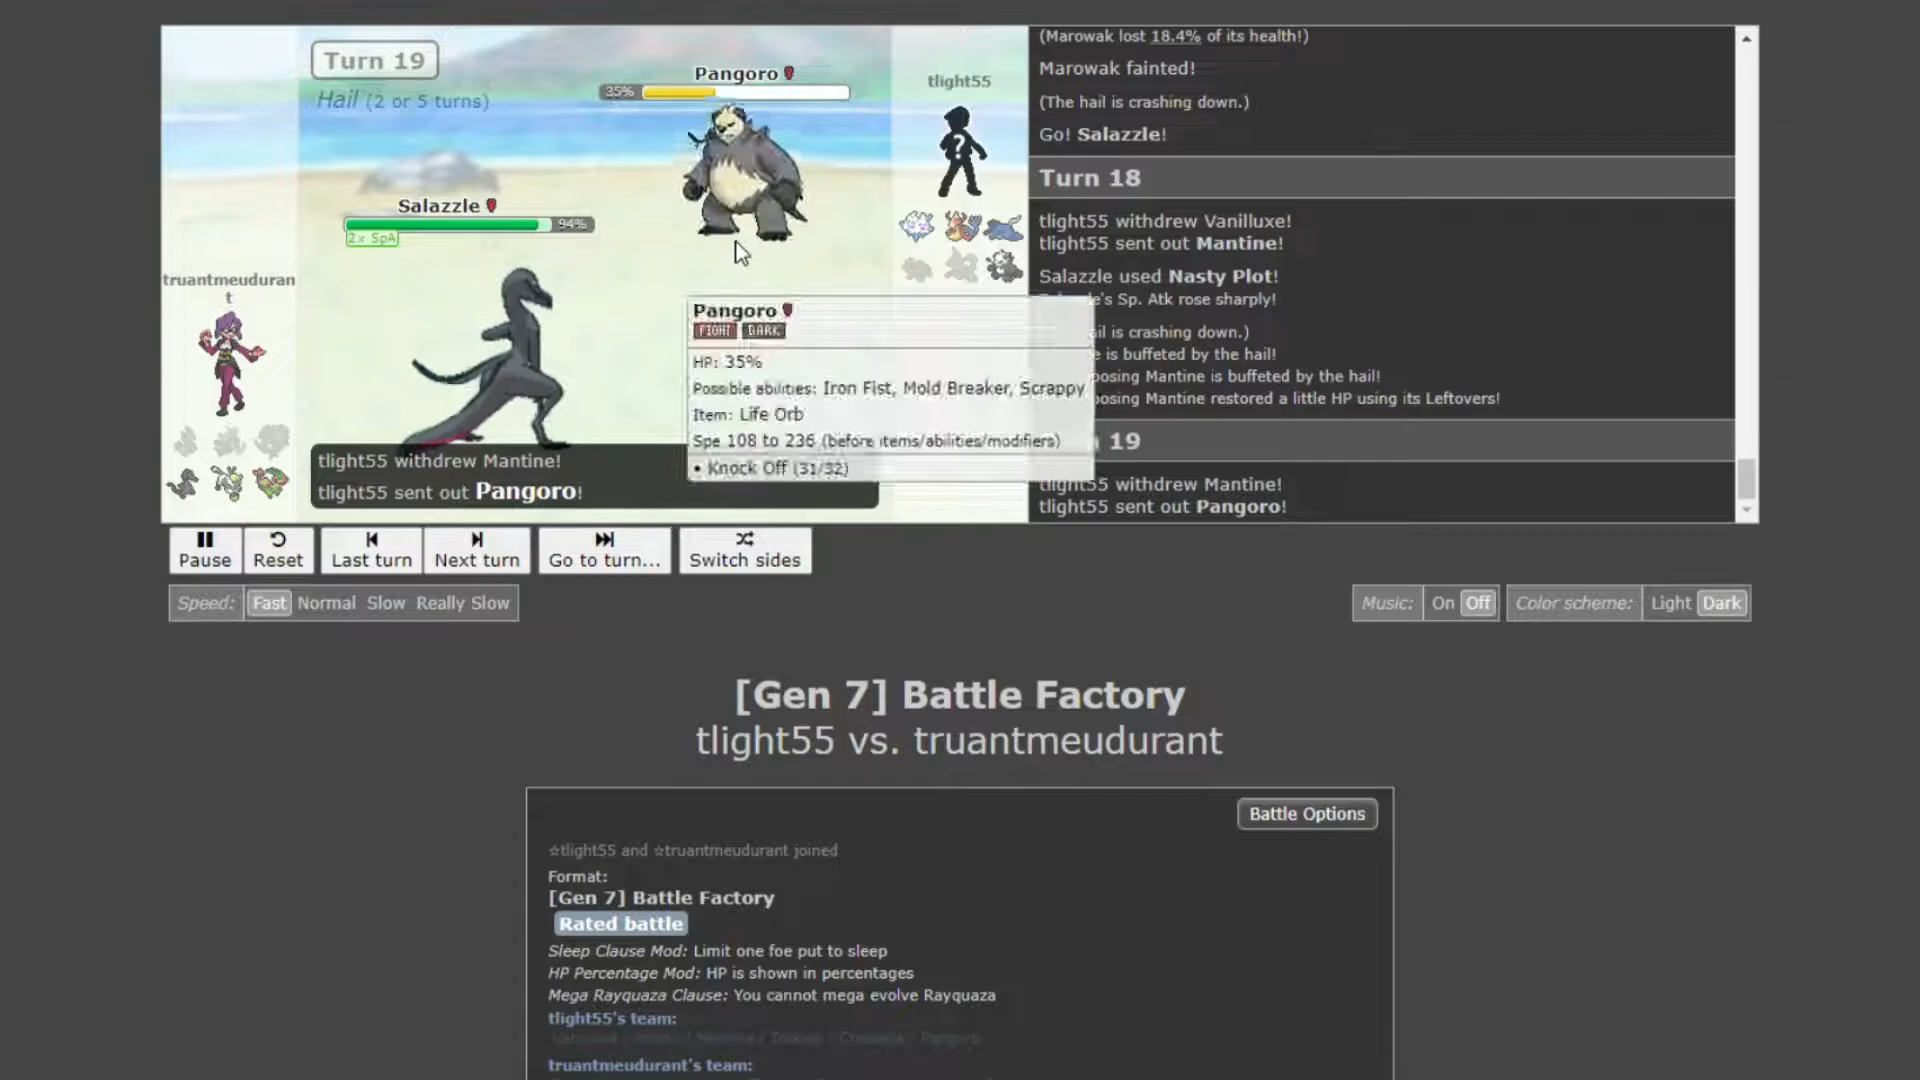 Turn 19
Hail (2 or 5 turns)
Pangoro
35%
tlight55
Salazzle
94%
2× SpA
truantmeuduran
t
Pangoro
FIGHT DARK
HP: 35%
Possible abilities: Iron Fist, Mold Breaker, Scrappy
Item: Life Orb
Spe 108 to 236 (before items/abilities/modifiers)
• Knock Off (31/32)
tlight55 withdrew Mantine!
tlight55 sent out Pangoro!
(Marowak lost 18.4% of its health!)
Marowak fainted!
(The hail is crashing down.)
Go! Salazzle!
Turn 18
tlight55 withdrew Vanilluxe!
tlight55 sent out Mantine!
Salazzle used Nasty Plot!
e's Sp. Atk rose sharply!
ail is crashing down.)
e is buffeted by the hail!
posing Mantine is buffeted by the hail!
posing Mantine restored a little HP using its Leftovers!
19
tlight55 withdrew Mantine!
tlight55 sent out Pangoro!
Pause
Reset
Last turn
Next turn
Go to turn...
Switch sides
Speed: Fast Normal Slow Really Slow
Music: On Off
Color scheme: Light Dark
[Gen 7] Battle Factory
tlight55 vs. truantmeudurant
Battle Options
☆tlight55 and ☆truantmeudurant joined
Format:
[Gen 7] Battle Factory
Rated battle
Sleep Clause Mod: Limit one foe put to sleep
HP Percentage Mod: HP is shown in percentages
Mega Rayquaza Clause: You cannot mega evolve Rayquaza
tlight55's team:
truantmeudurant's team: